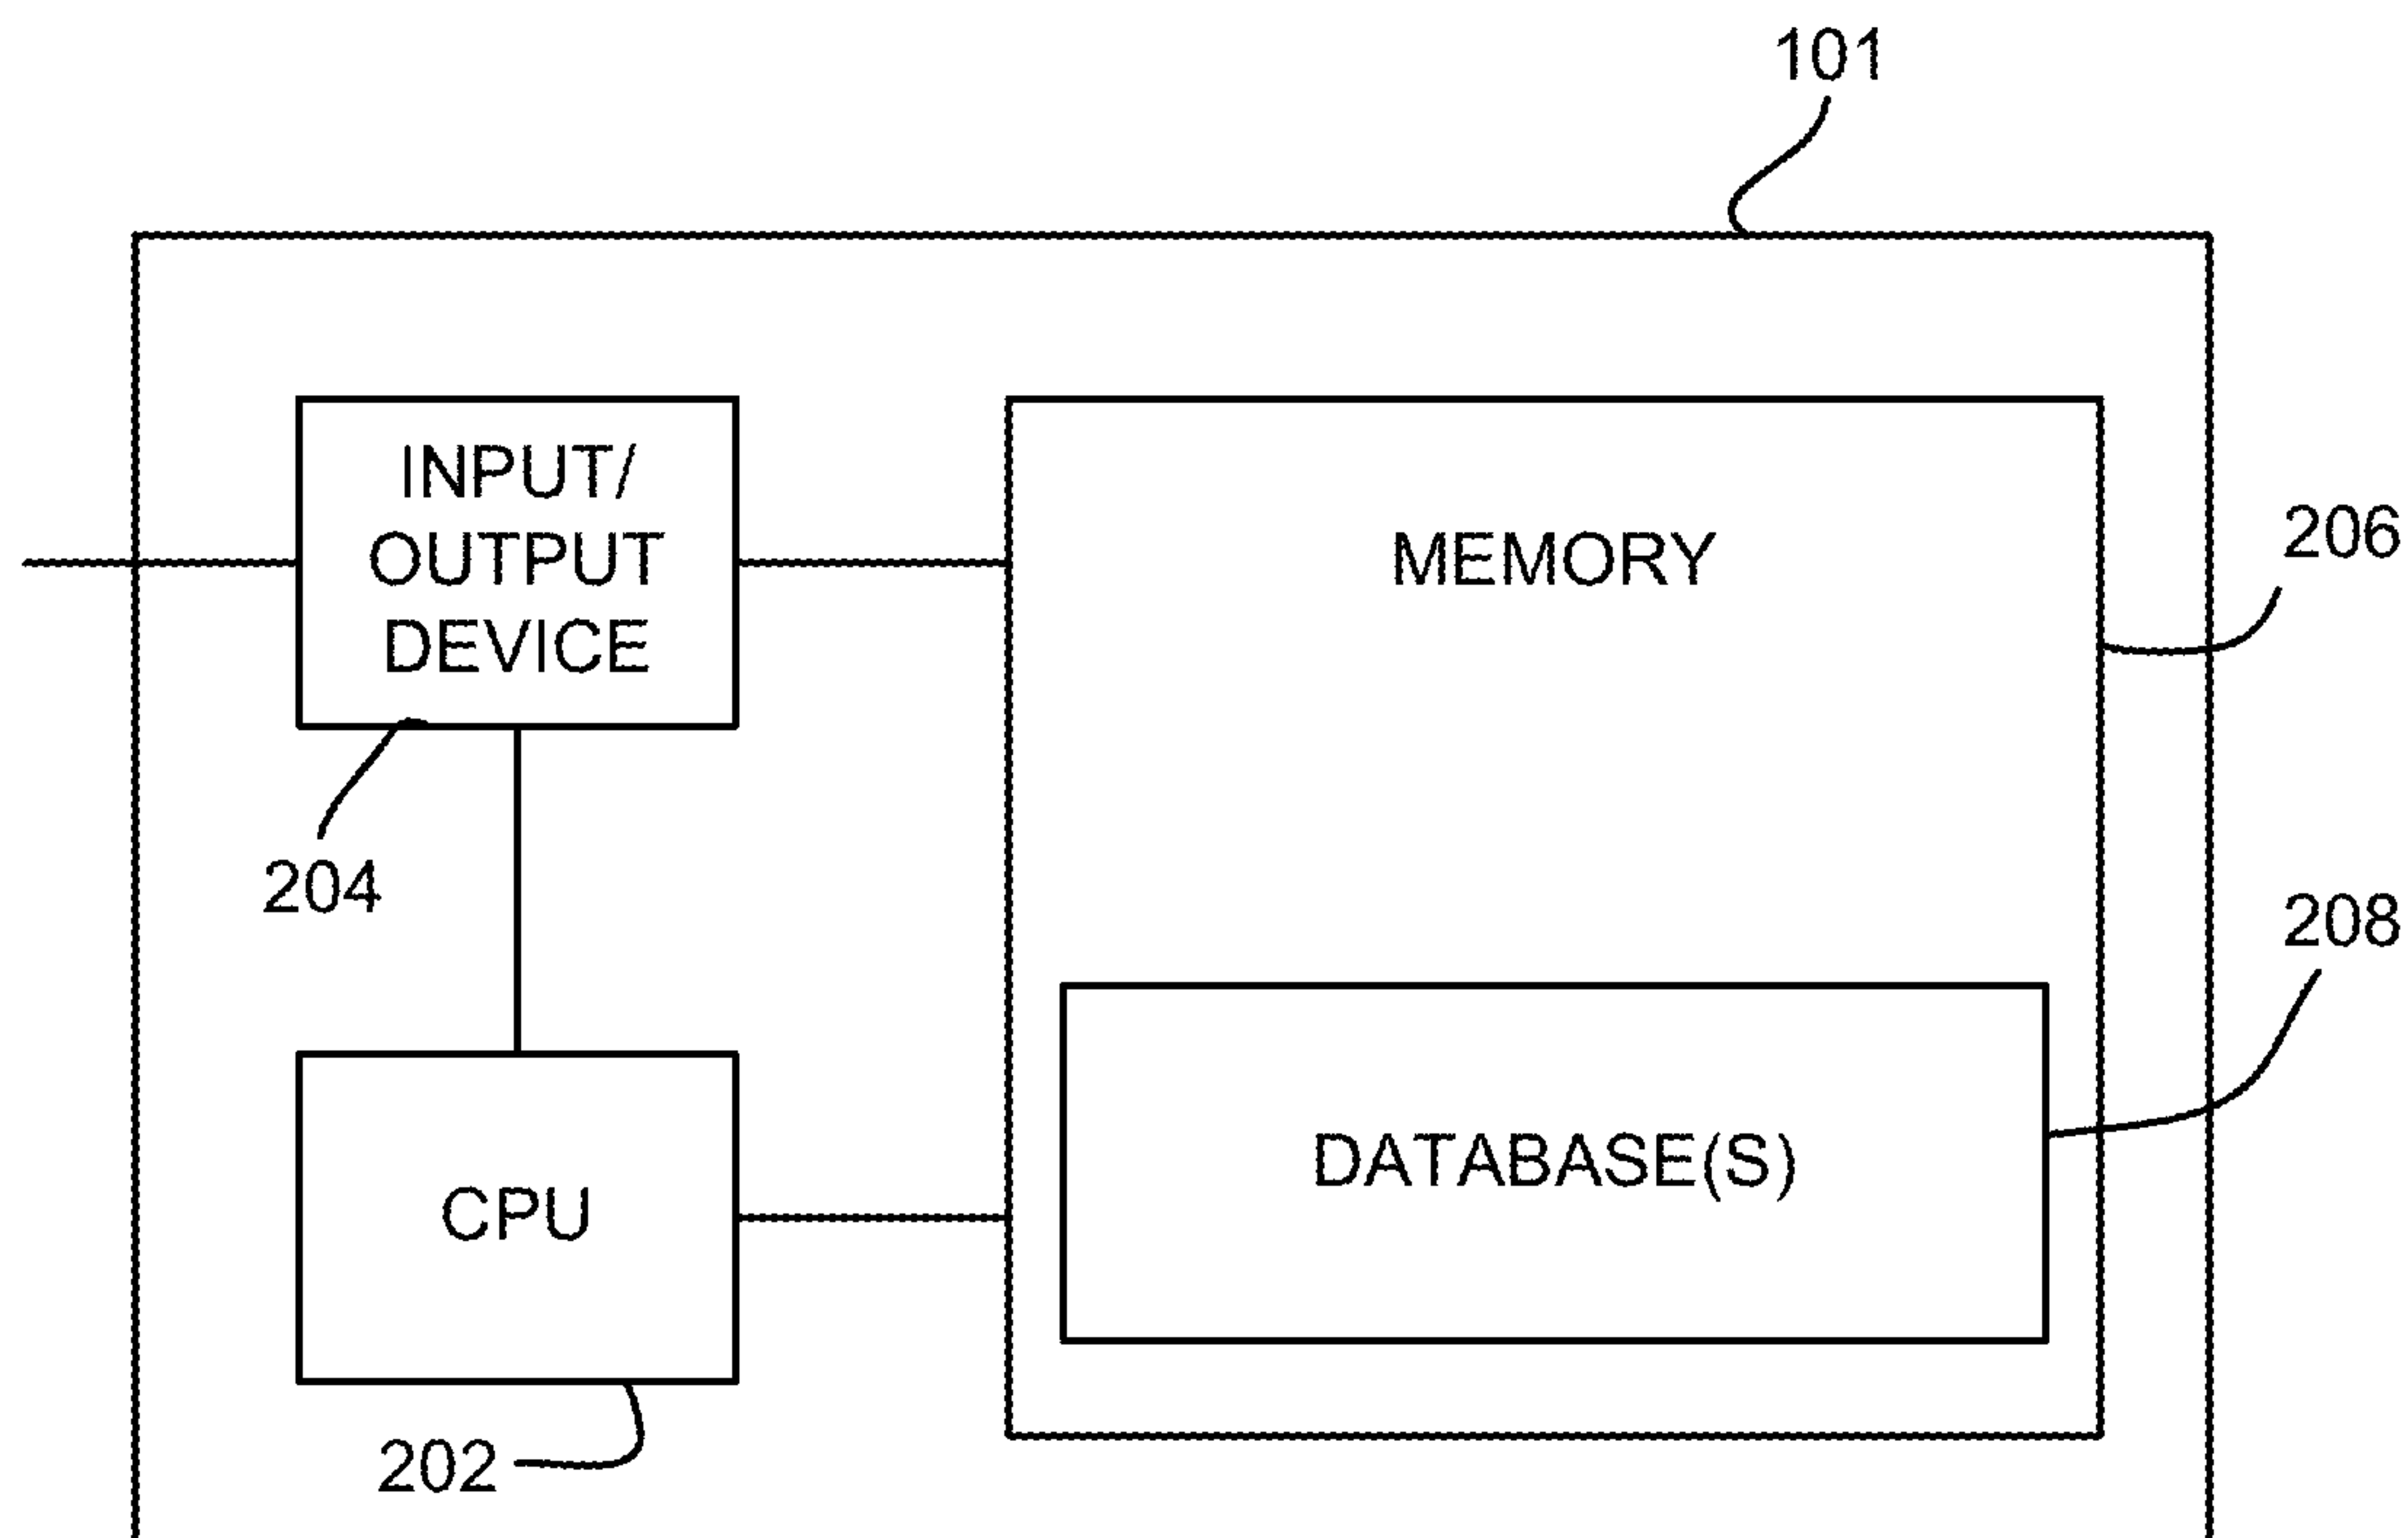 101
INPUT/
OUTPUT
DEVICE
MEMORY
206
204
208
DATABASE(S)
CPU
202